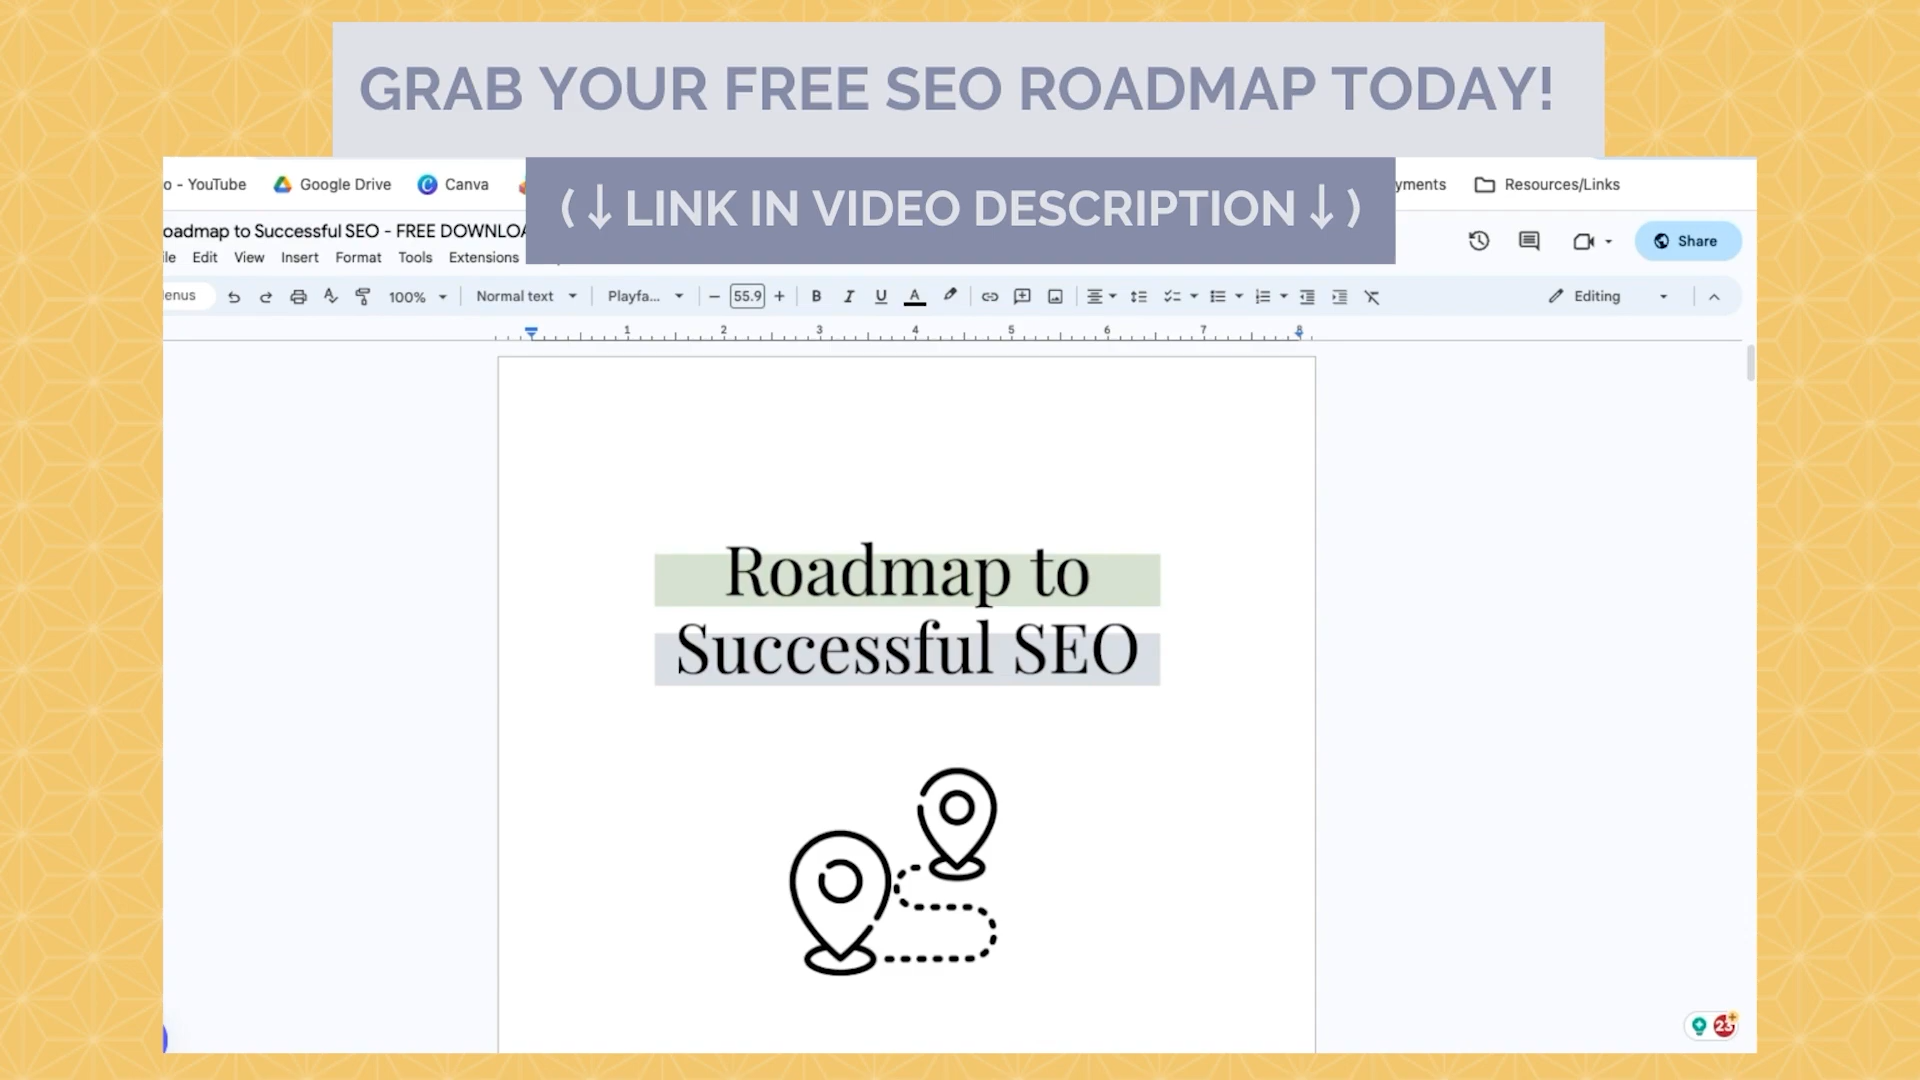 GRAB YOUR FREE SEO ROADMAP TODAY!
(↓LINK IN VIDEO DESCRIPTION↓)
o - YouTube Google Drive Canva yments Resources/Links
oadmap to Successful SEO - FREE DOWNLOA
le Edit View Insert Format Tools Extensions
Share
enus 100% Normal text Playfa... 55.9 B I U A Editing
1 2 3 4 5 6 7 8
Roadmap to
Successful SEO
23